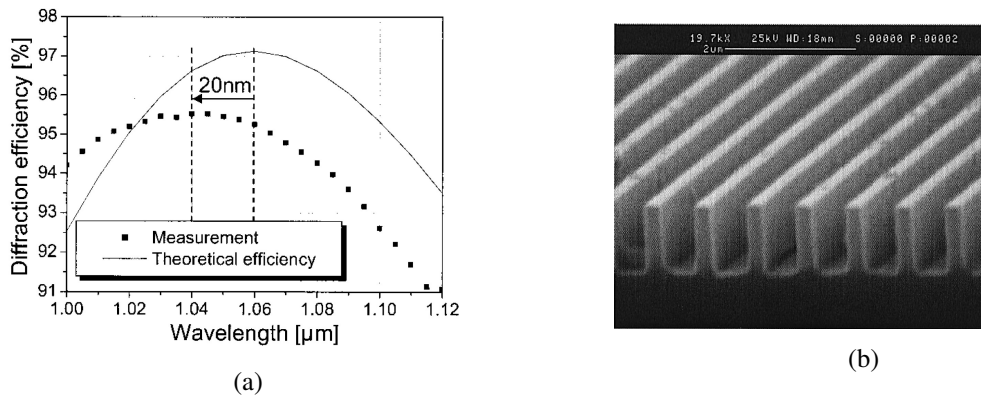 98
97
96
95
94
93
92
91
Diffraction efficiency [%]
20nm
Measurement
Theoretical efficiency
1.00 1.02 1.04 1.06 1.08 1.10 1.12
Wavelength [µm]
(a)
19.7kX 25kV WD:18mm S:00000 P:00002
2um
(b)